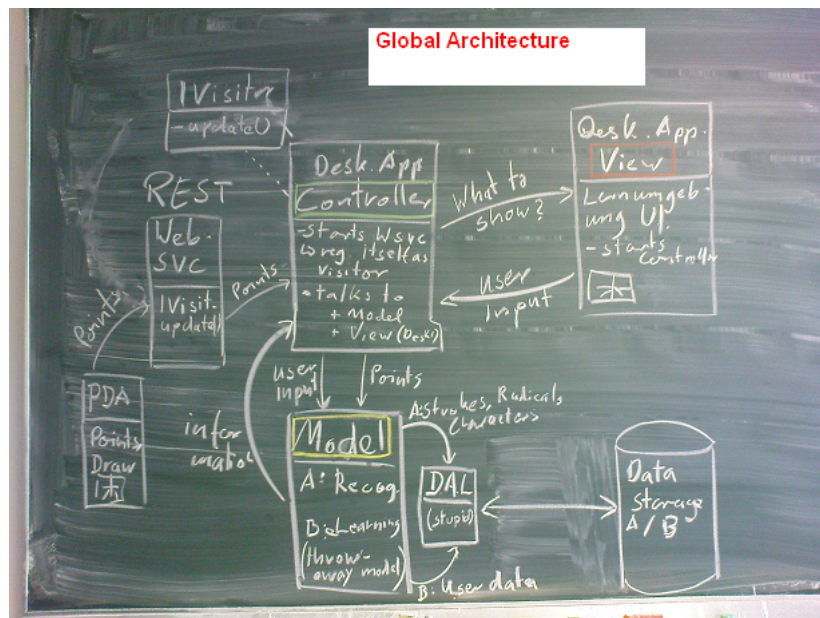 Global Architecture
IVisitor
-update()
REST
Web-
SVC
IVisit.
update()
Points
PDA
Points
Draw
Points
Desk.App
Controller
-starts Wsvc
reg. itself as
visitor
talks to
+ Model
+ View (Desk)
What to
show?
User
Input
Desk.App.
View
Lernumgeb-
ung UI.
-starts
Controller
user
input
Points
infor
mation
Model
A: Recog.
B: Learning
(throw-
away model)
A: Strokes, Radicals,
Characters
DAL
(stupid)
B: User data
Data
Storage
A / B